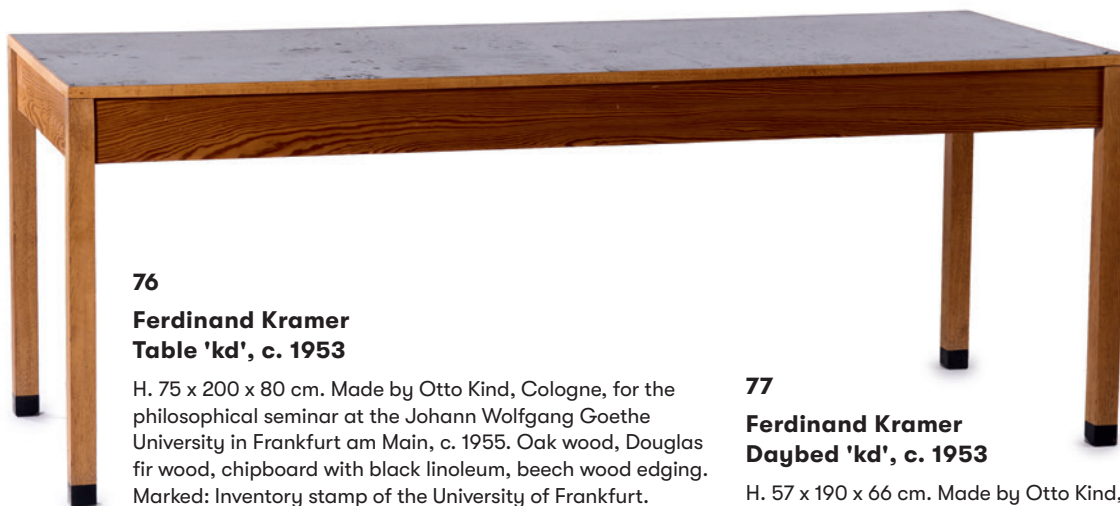 76
Ferdinand Kramer
Table 'kd', c. 1953
H. 75 x 200 x 80 cm. Made by Otto Kind, Cologne, for the
philosophical seminar at the Johann Wolfgang Goethe
University in Frankfurt am Main, c. 1955. Oak wood, Douglas
fir wood, chipboard with black linoleum, beech wood edging.
Marked: Inventory stamp of the University of Frankfurt.
77
Ferdinand Kramer
Daybed 'kd', c. 1953
H. 57 x 190 x 66 cm. Made by Otto Kind,